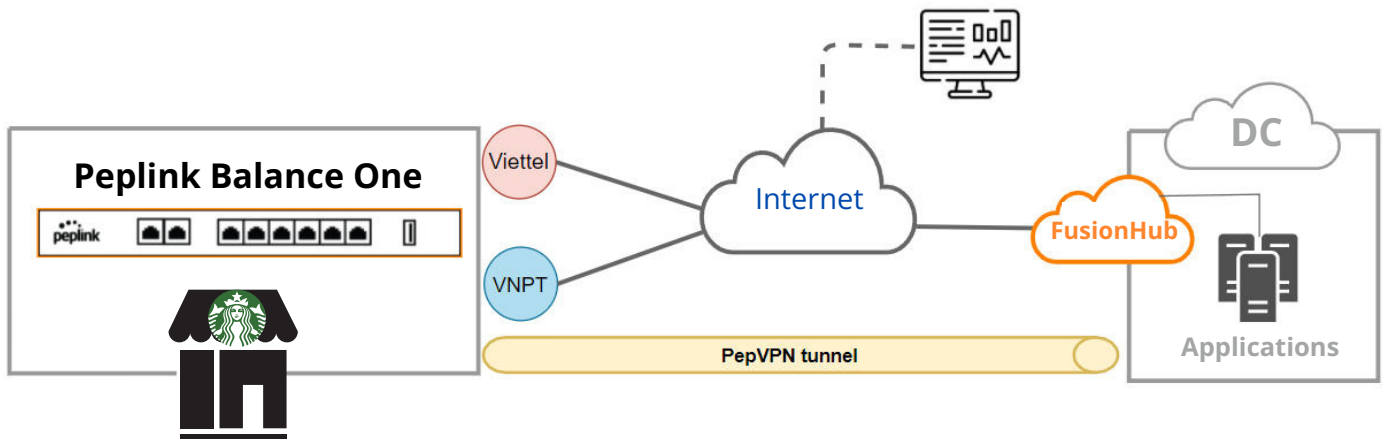 Peplink Balance One
peplink
Viettel
VNPT
Internet
PepVPN tunnel
FusionHub
DC
Applications